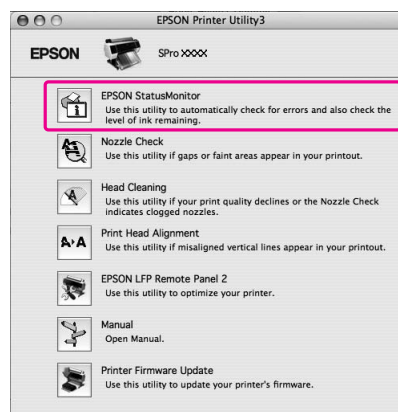 EPSON Printer Utility3
EPSON
SPro XXXX
EPSON StatusMonitor
Use this utility to automatically check for errors and also check the
level of ink remaining.
Nozzle Check
Use this utility if gaps or faint areas appear in your printout.
Head Cleaning
Use this utility if your print quality declines or the Nozzle Check
indicates clogged nozzles.
Print Head Alignment
Use this utility if misaligned vertical lines appear in your printout.
EPSON LFP Remote Panel 2
Use this utility to optimize your printer.
Manual
Open Manual.
Printer Firmware Update
Use this utility to update your printer's firmware.